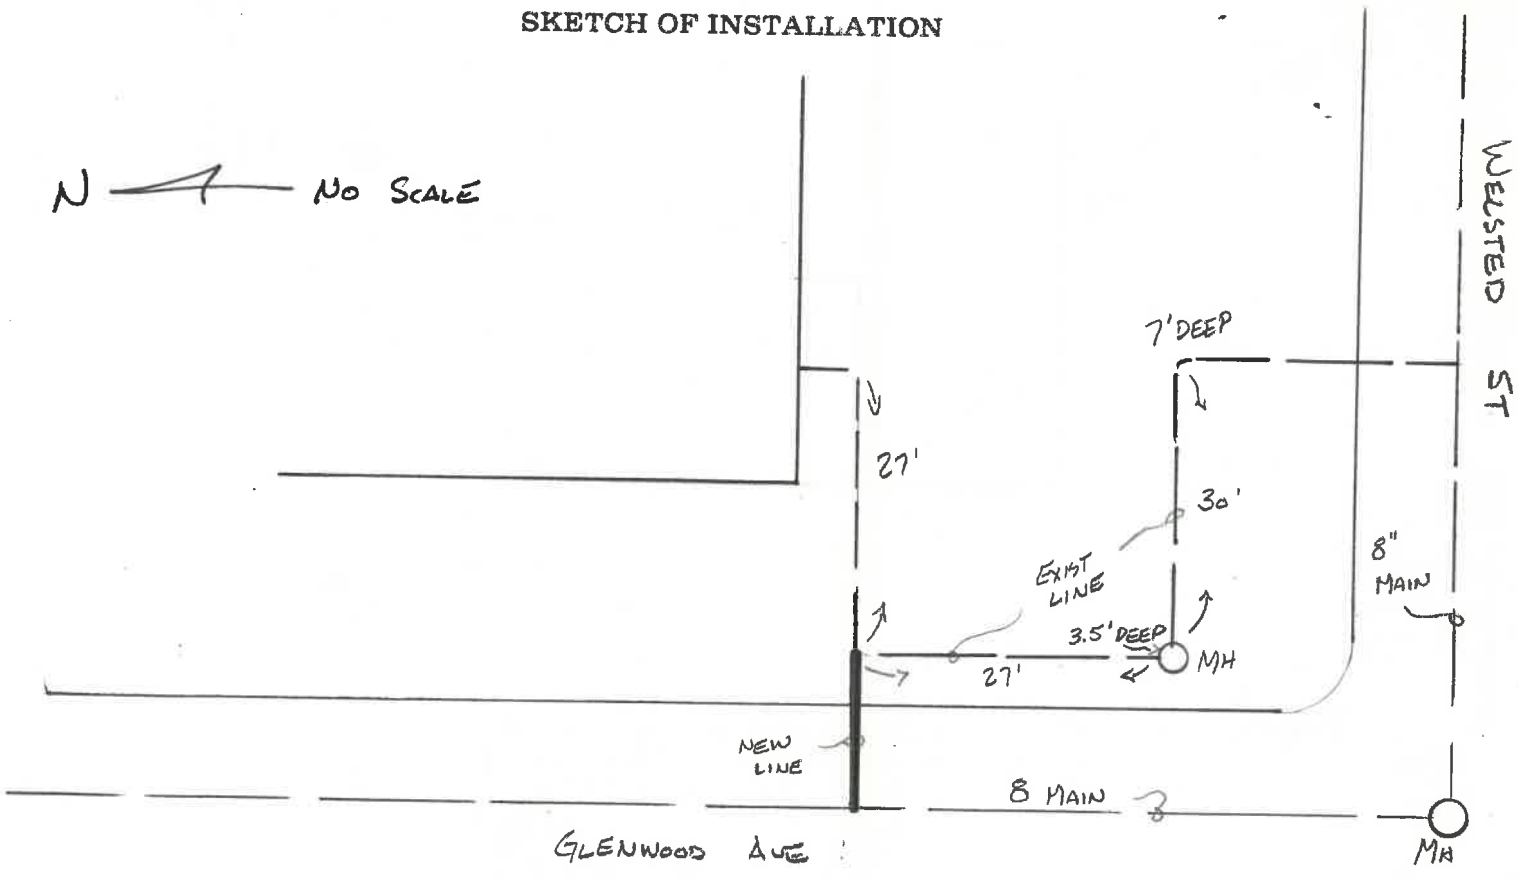 SKETCH OF INSTALLATION
N
NO SCALE
WELSTED ST
7' DEEP
27'
30'
EXIST
LINE
8"
MAIN
3.5' DEEP
MH
27'
NEW
LINE
8 MAIN
GLENWOOD AVE
MH